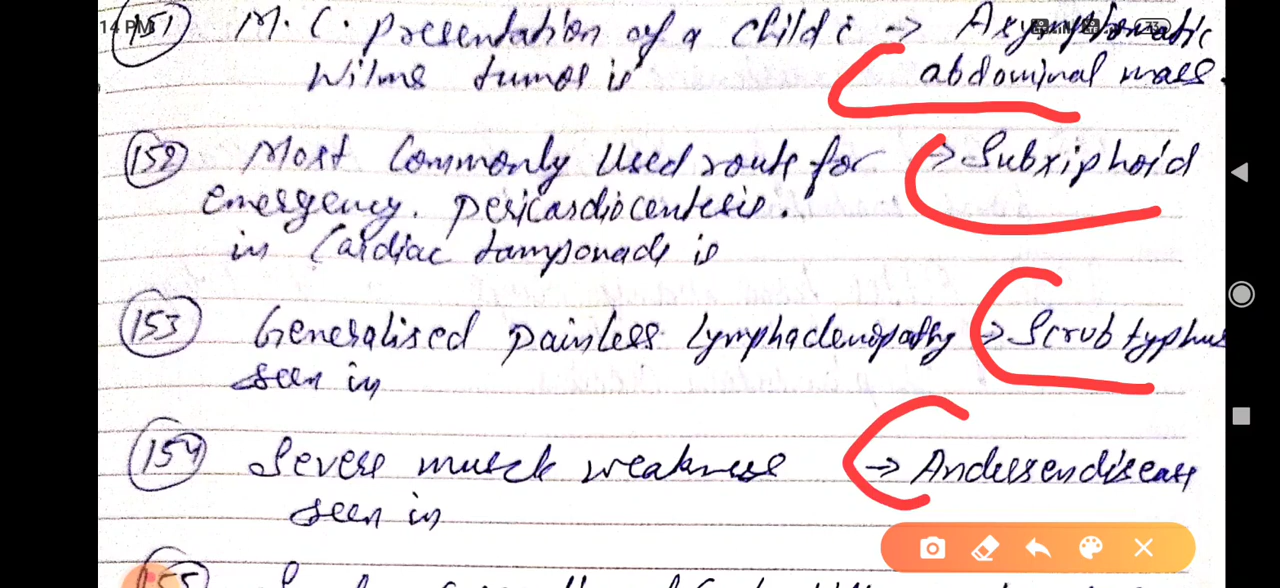 14 PM
151 M. C. presentation of a child c̄ → Asymptomatic
Wilms tumor is abdominal mass.
73
152 Most Commonly Used route for → Subxiphoid
emergency. pericardiocentesis.
in Cardiac tamponade is
153 Generalised painless lymphadenopathy → Scrub typhus
seen in
154 Severe muscle weakness → Andersen disease
seen in
155